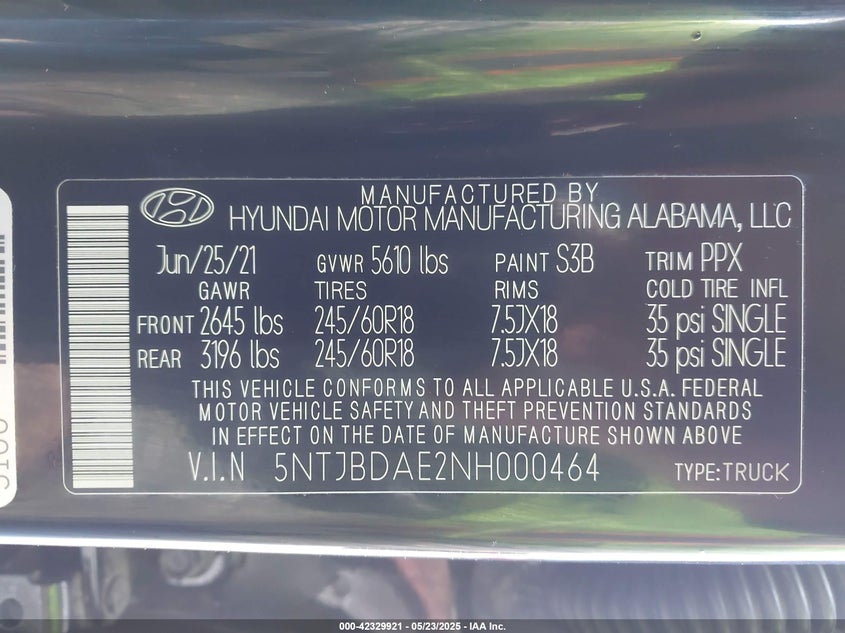 MANUFACTURED BY
HYUNDAI MOTOR MANUFACTURING ALABAMA, LLC
Jun/25/21 GVWR 5610 lbs PAINT S3B TRIM PPX
GAWR TIRES RIMS COLD TIRE INFL
FRONT 2645 lbs 245/60R18 7.5JX18 35 psi SINGLE
REAR 3196 lbs 245/60R18 7.5JX18 35 psi SINGLE
THIS VEHICLE CONFORMS TO ALL APPLICABLE U.S.A. FEDERAL
MOTOR VEHICLE SAFETY AND THEFT PREVENTION STANDARDS
IN EFFECT ON THE DATE OF MANUFACTURE SHOWN ABOVE
V.I.N 5NTJBDAE2NH000464 TYPE:TRUCK
000-42329921 - 05/23/2025 - IAA Inc.